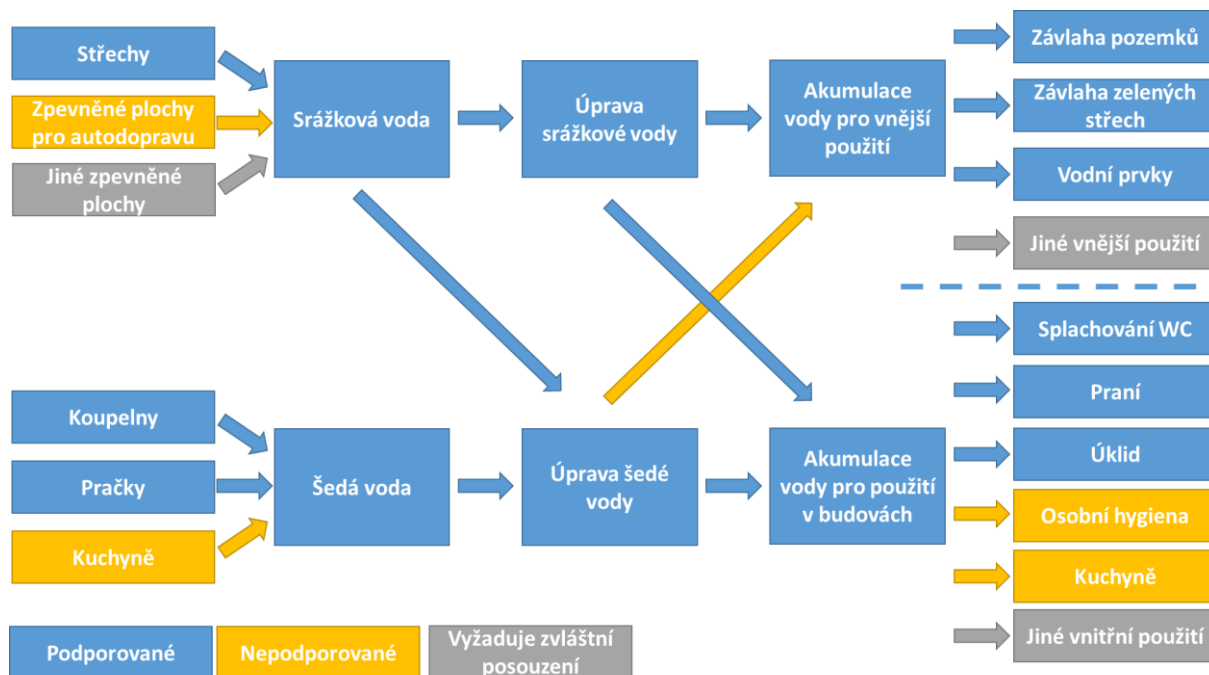 Střechy
Zpevněné plochy
pro autodopravu
Jiné zpevněné
plochy
Srážková voda
Úprava
srážkové vody
Akumulace
vody pro vnější
použití
Závlaha pozemků
Závlaha zelených
střech
Vodní prvky
Jiné vnější použití
Koupelny
Pračky
Kuchyně
Šedá voda
Úprava šedé
vody
Akumulace
vody pro použití
v budovách
Splachování WC
Praní
Úklid
Osobní hygiena
Kuchyně
Jiné vnitřní použití
Podporované
Nepodporované
Vyžaduje zvláštní
posouzení